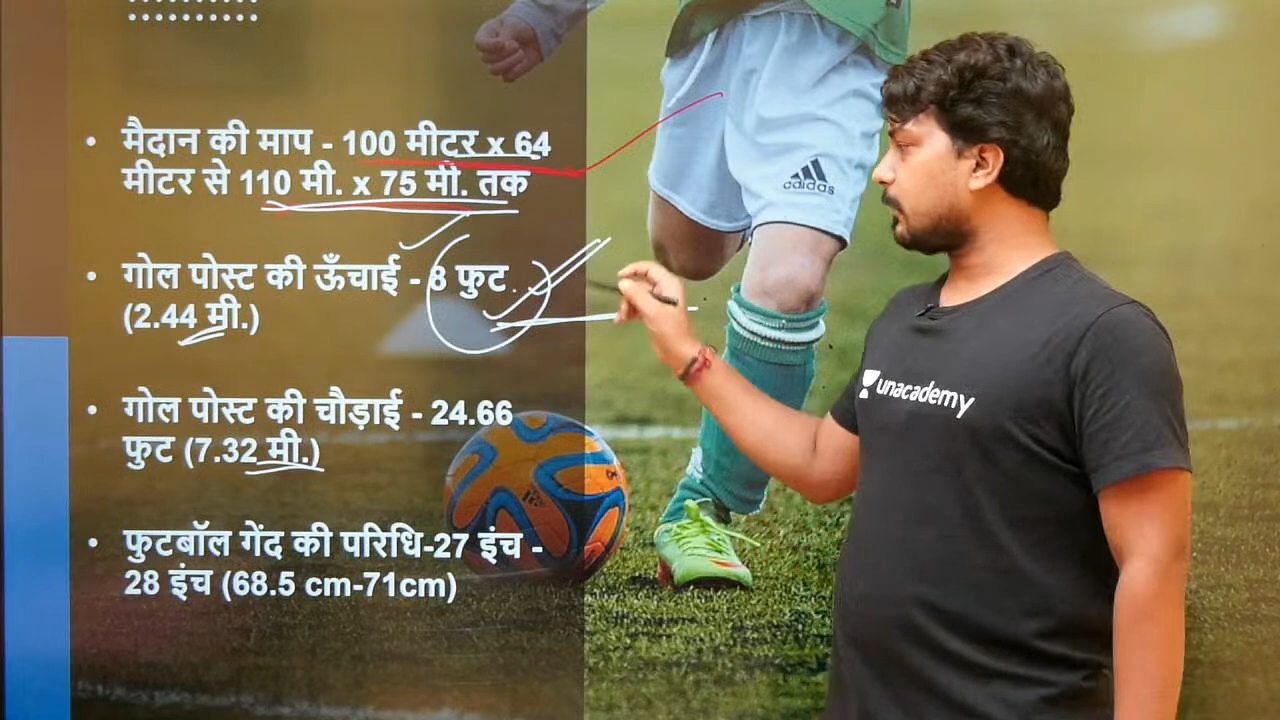 मैदान की माप - 100 मीटर x 64
मीटर से 110 मी. x 75 मी. तक
गोल पोस्ट की ऊँचाई - 8 फुट
(2.44 मी.)
गोल पोस्ट की चौड़ाई - 24.66
फुट (7.32 मी.)
फुटबॉल गेंद की परिधि-27 इंच -
28 इंच (68.5 cm-71cm)
adidas
unacademy